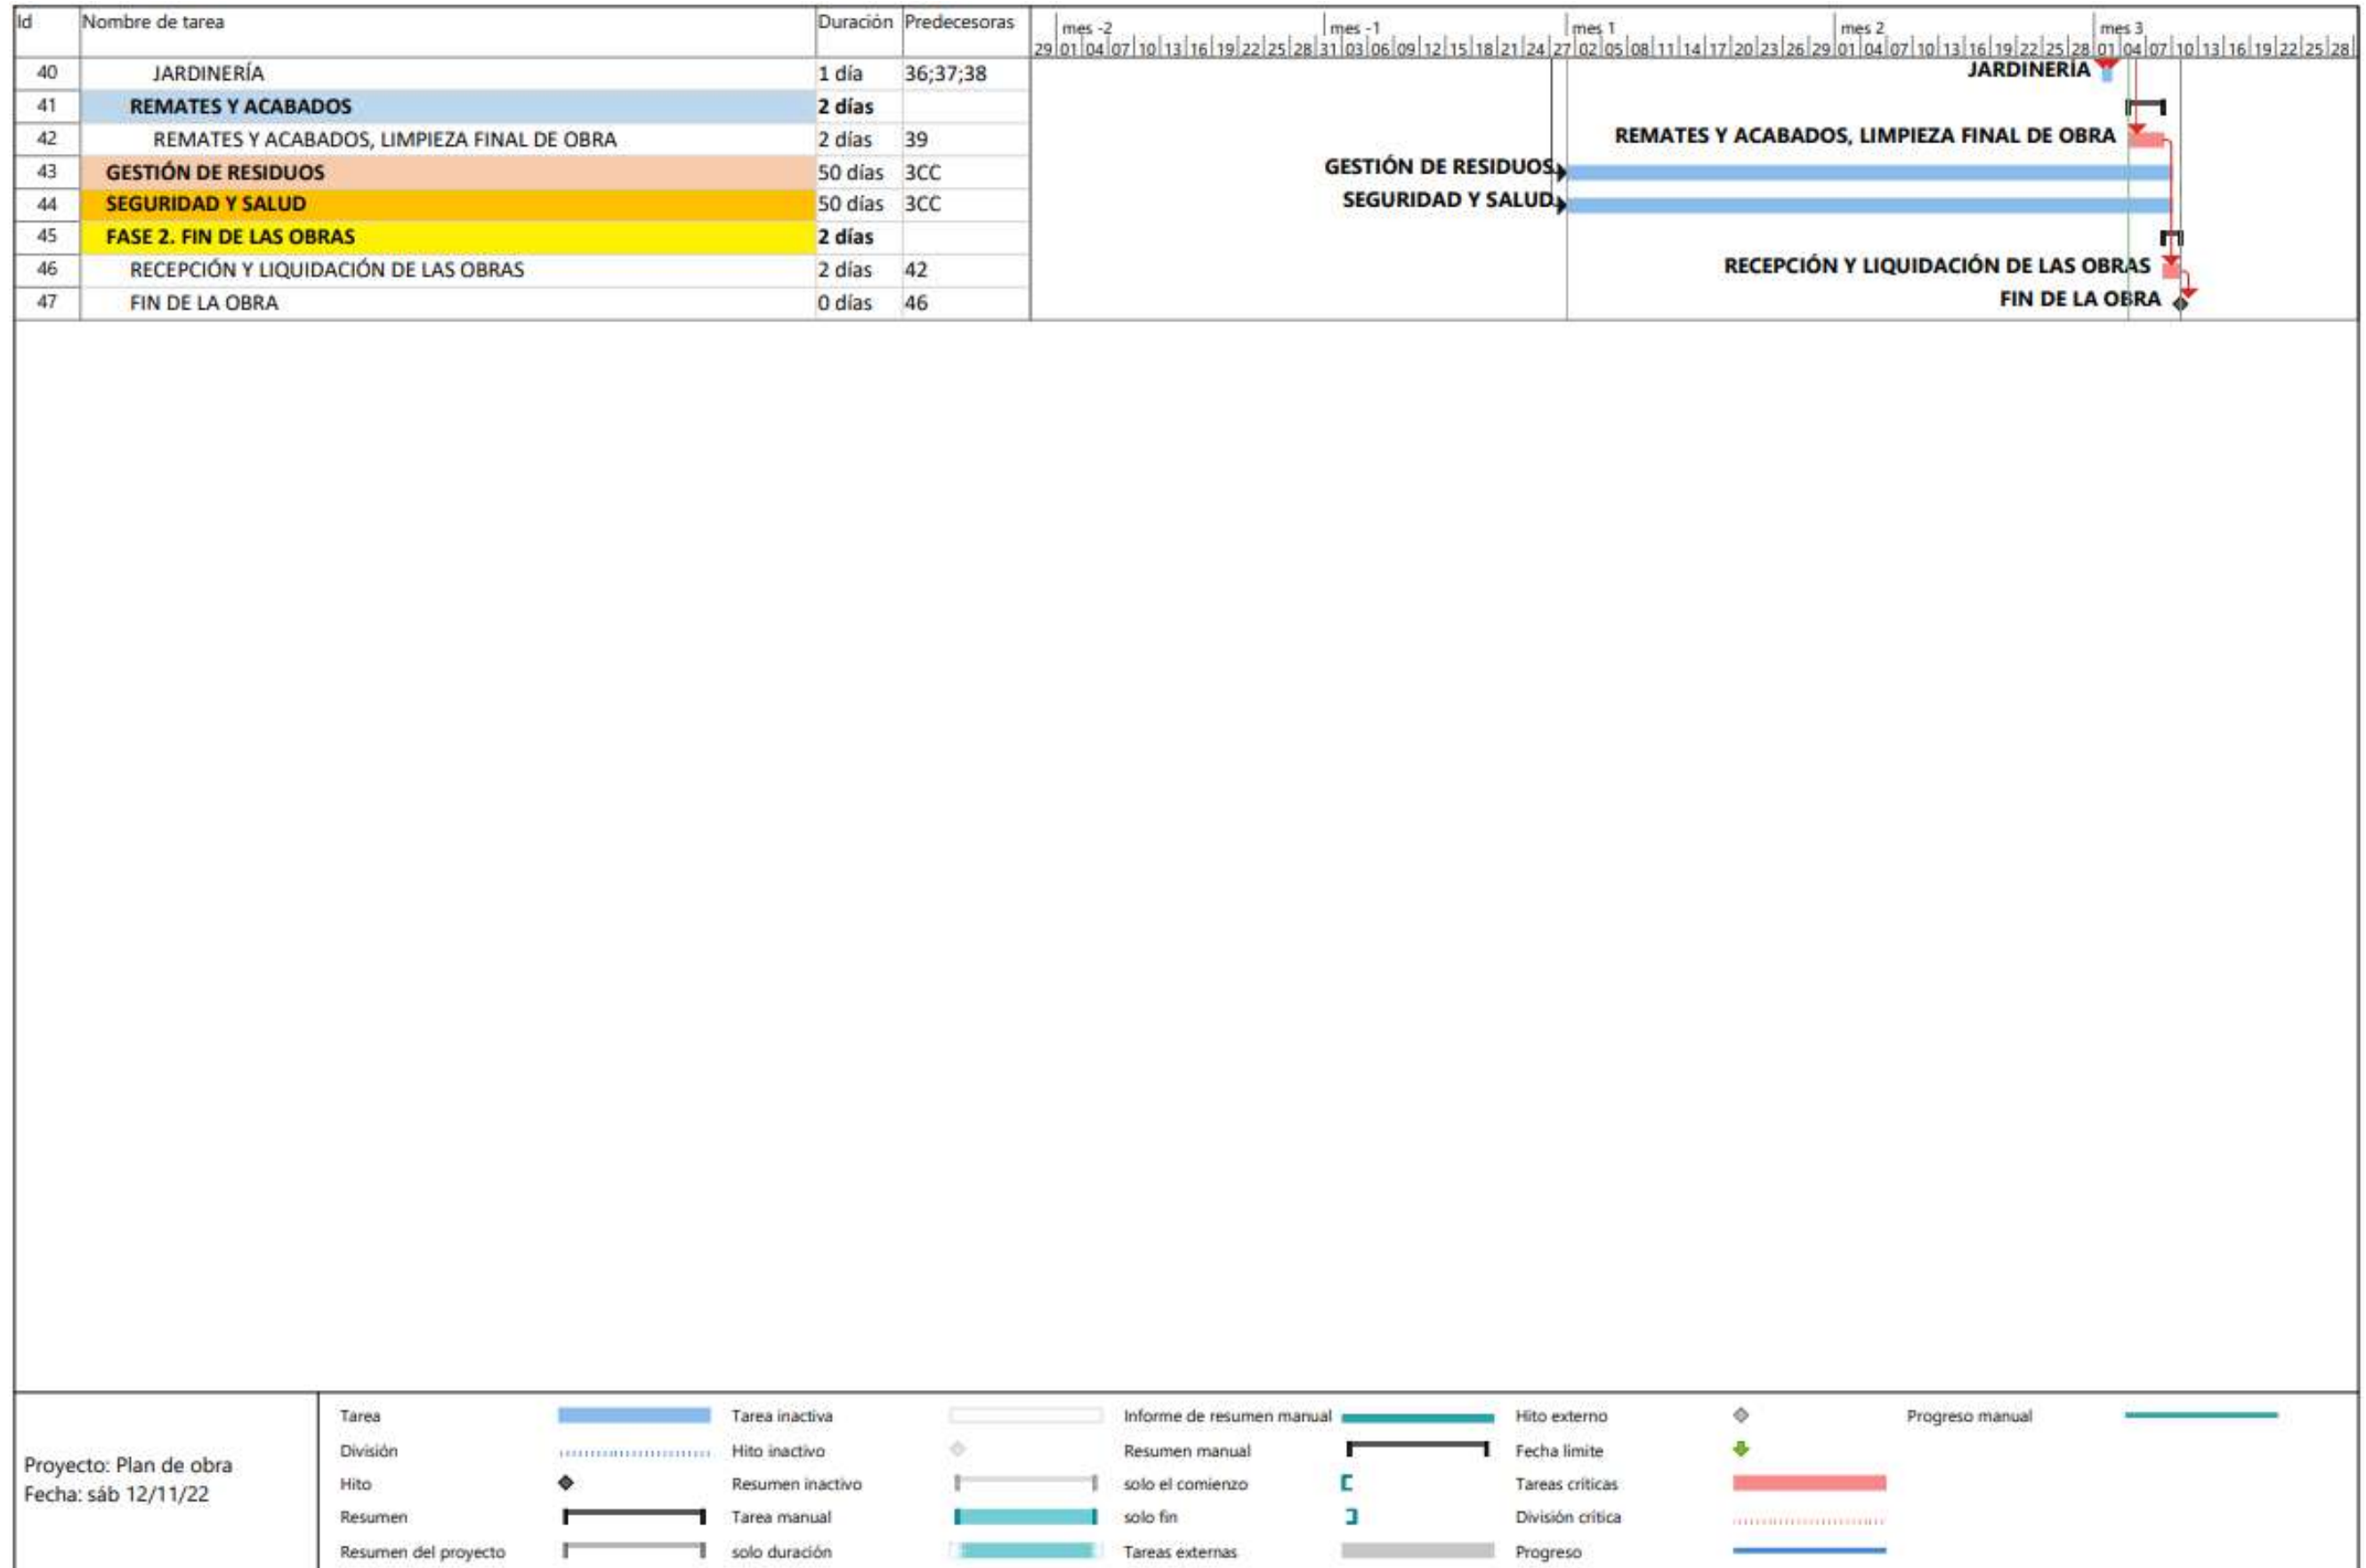 Id Nombre de tarea Duración Predecesoras
mes -2 mes -1 mes 1 mes 2 mes 3
29 01 04 07 10 13 16 19 22 25 28 31 03 06 09 12 15 18 21 24 27 02 05 08 11 14 17 20 23 26 29 01 04 07 10 13 16 19 22 25 28 01 04 07 10 13 16 19 22 25 28
40 JARDINERÍA 1 día 36;37;38 JARDINERÍA
41 REMATES Y ACABADOS 2 días
42 REMATES Y ACABADOS, LIMPIEZA FINAL DE OBRA 2 días 39 REMATES Y ACABADOS, LIMPIEZA FINAL DE OBRA
43 GESTIÓN DE RESIDUOS 50 días 3CC GESTIÓN DE RESIDUOS
44 SEGURIDAD Y SALUD 50 días 3CC SEGURIDAD Y SALUD
45 FASE 2. FIN DE LAS OBRAS 2 días
46 RECEPCIÓN Y LIQUIDACIÓN DE LAS OBRAS 2 días 42 RECEPCIÓN Y LIQUIDACIÓN DE LAS OBRAS
47 FIN DE LA OBRA 0 días 46 FIN DE LA OBRA
Proyecto: Plan de obra
Fecha: sáb 12/11/22
Tarea Tarea inactiva Informe de resumen manual Hito externo Progreso manual
División Hito inactivo Resumen manual Fecha límite
Hito Resumen inactivo solo el comienzo Tareas críticas
Resumen Tarea manual solo fin División crítica
Resumen del proyecto solo duración Tareas externas Progreso